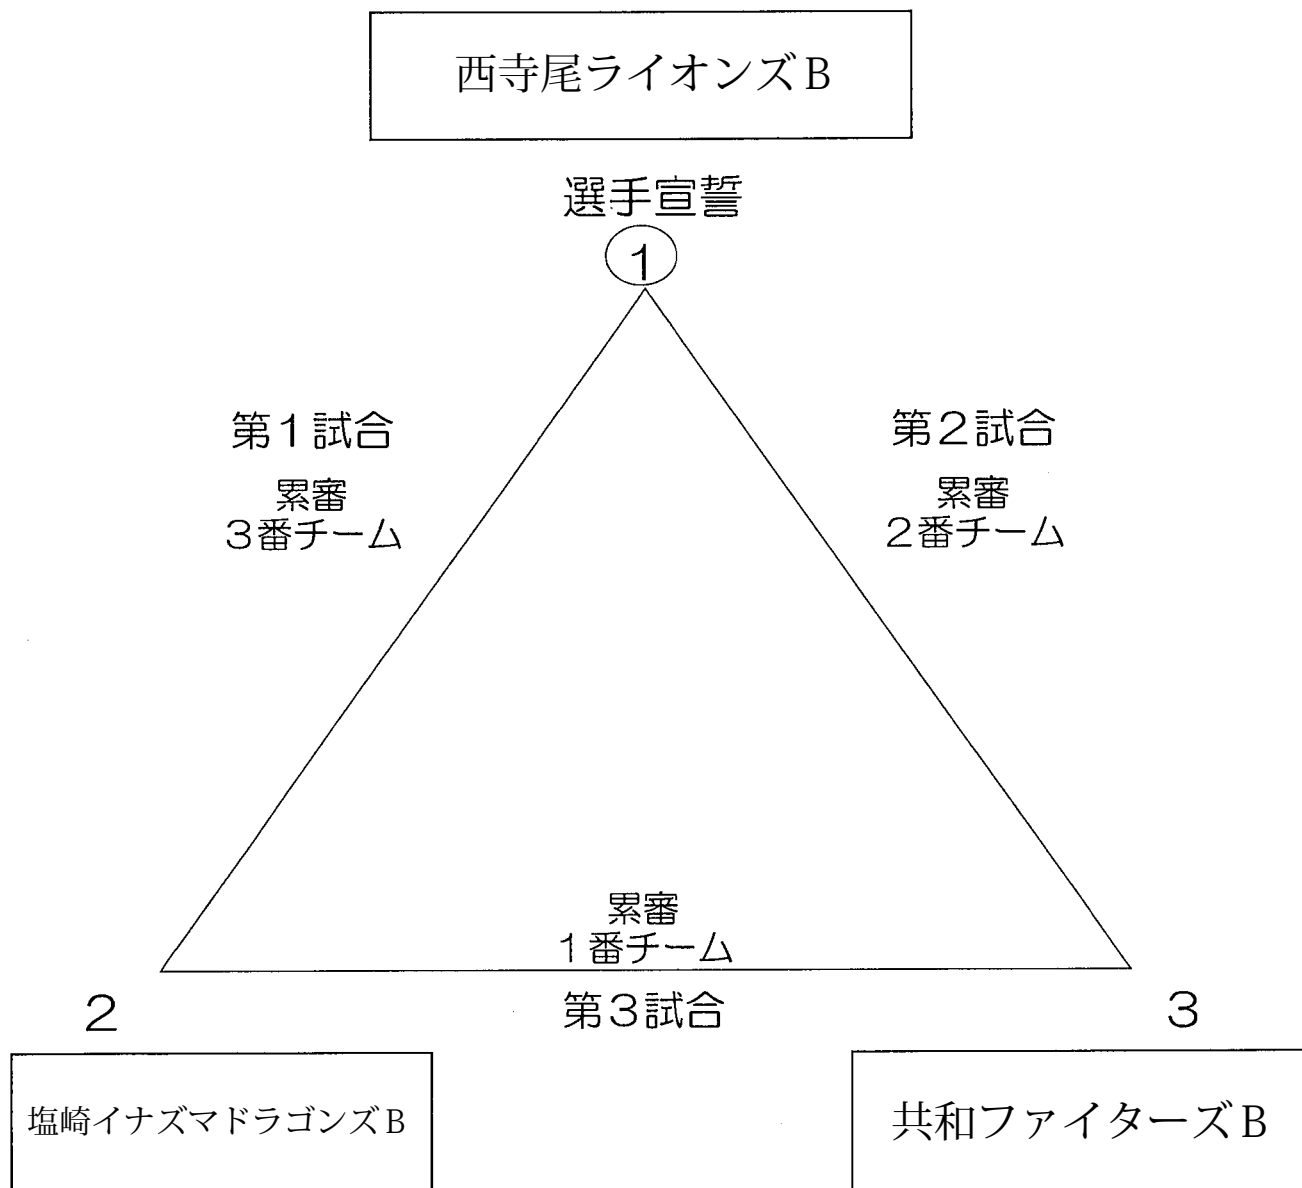 西寺尾ライオンズB
選手宣誓
1
第1試合
累審
3番チーム
第2試合
累審
2番チーム
累審
1番チーム
第3試合
2
3
塩崎イナズマドラゴンズB
共和ファイターズB